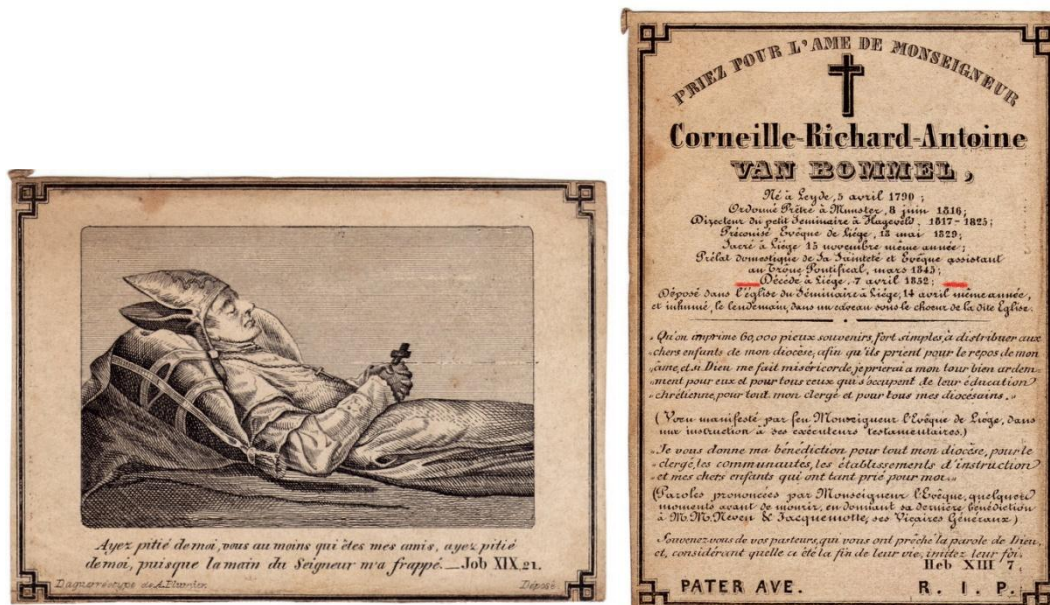 Ayez pitié de moi, vous au moins qui êtes mes amis, ayez pitié
de moi, puisque la main du Seigneur m'a frappé. — Job XIX, 21.
Daguerréotype de A. Plumier. Déposé.
PRIEZ POUR L'AME DE MONSEIGNEUR
Corneille-Richard-Antoine
VAN BOMMEL,
Né à Leyde, 5 avril 1790 ;
Ordonné Prêtre à Munster, 8 juin 1816;
Directeur du petit Séminaire à Hageveld, 1817-1825;
Préconisé Evêque de Liége, 18 mai 1829;
Sacré à Liége 15 novembre même année;
Prélat domestique de Sa Sainteté et Evêque assistant
au Trône Pontifical, mars 1845;
Décédé à Liége, 7 avril 1852;
Déposé dans l'église du Séminaire à Liége, 14 avril même année,
et inhumé, le lendemain, dans un caveau sous le choeur de la dite Eglise.
« Qu'on imprime 60,000 pieux souvenirs, fort simples, à distribuer aux
« chers enfants de mon diocèse, afin qu'ils prient pour le repos de mon
« âme, et si Dieu me fait miséricorde, je prierai a mon tour bien ardem-
« ment pour eux et pour tous ceux qui s'occupent de leur éducation
« chrétienne, pour tout mon clergé et pour tous mes diocésains. »
(Voeu manifesté par feu Monseigneur l'Evêque de Liége, dans
une instruction à ses exécuteurs testamentaires.)
« Je vous donne ma bénédiction pour tout mon diocèse, pour le
« clergé, les communautes, les établissements d'instruction
« et mes chers enfants qui ont tant prié pour moi. »
(Paroles prononcées par Monseigneur l'Evêque, quelques
moments avant de mourir, en donnant sa dernière bénédiction
à M.M. Neven & Jacquemotte, ses Vicaires Généraux)
Souvenez vous de vos pasteurs, qui vous ont prêché la parole de Dieu,
et, considérant quelle a été la fin de leur vie, imitez leur foi.
Heb XIII 7.
PATER AVE. R. I. P.